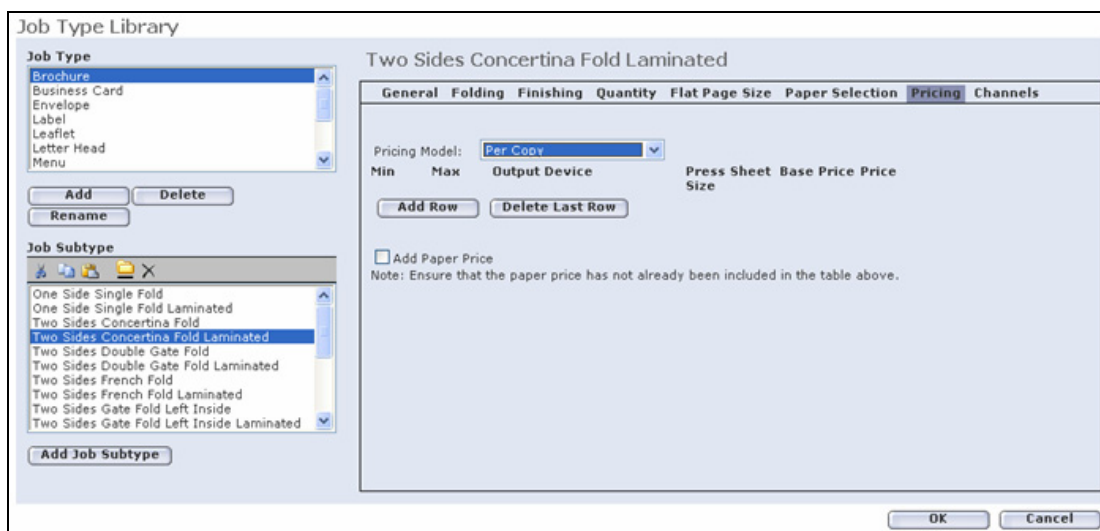 Job Type Library
Job Type
Brochure
Business Card
Envelope
Label
Leaflet
Letter Head
Menu
Add Delete
Rename
Job Subtype
One Side Single Fold
One Side Single Fold Laminated
Two Sides Concertina Fold
Two Sides Concertina Fold Laminated
Two Sides Double Gate Fold
Two Sides Double Gate Fold Laminated
Two Sides French Fold
Two Sides French Fold Laminated
Two Sides Gate Fold Left Inside
Two Sides Gate Fold Left Inside Laminated
Add Job Subtype
Two Sides Concertina Fold Laminated
General Folding Finishing Quantity Flat Page Size Paper Selection Pricing Channels
Pricing Model: Per Copy
Min Max Output Device Press Sheet Base Price Price
Size
Add Row Delete Last Row
Add Paper Price
Note: Ensure that the paper price has not already been included in the table above.
OK Cancel